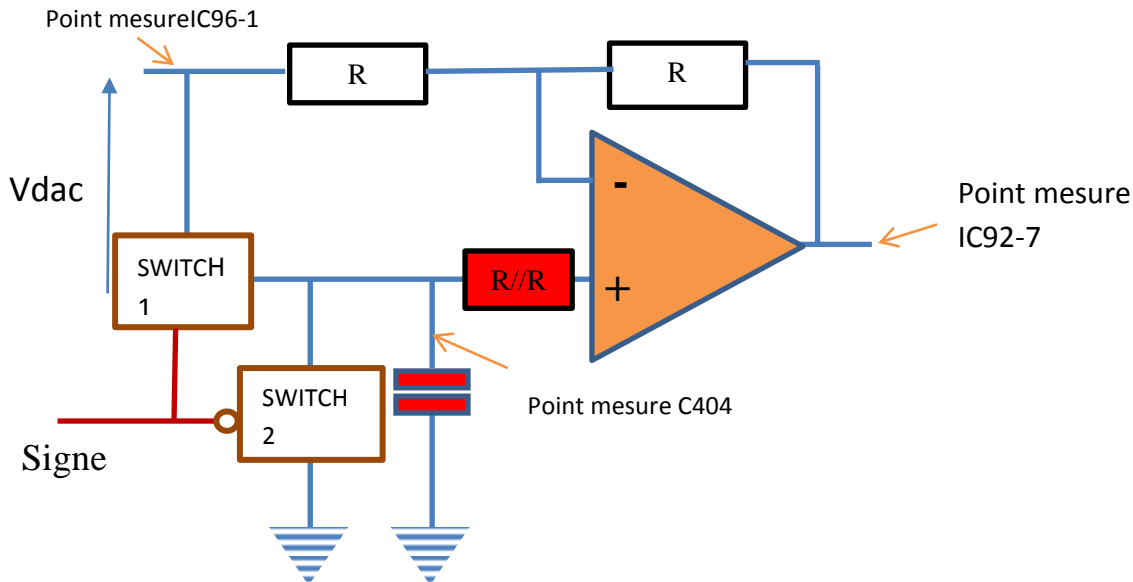 Point mesureIC96-1
R
R
Vdac
-
Point mesure
IC92-7
SWITCH
1
R//R
+
SWITCH
2
Point mesure C404
Signe